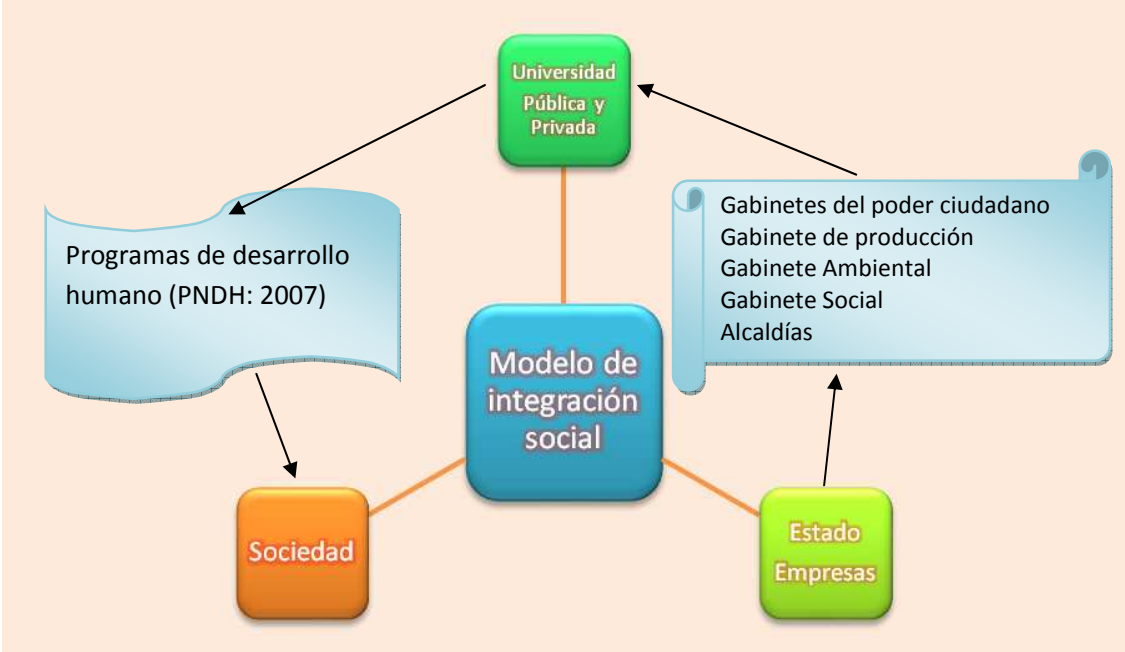 Universidad
Pública y
Privada
Programas de desarrollo
humano (PNDH: 2007)
Gabinetes del poder ciudadano
Gabinete de producción
Gabinete Ambiental
Gabinete Social
Alcaldías
Modelo de
integración
social
Sociedad
Estado
Empresas